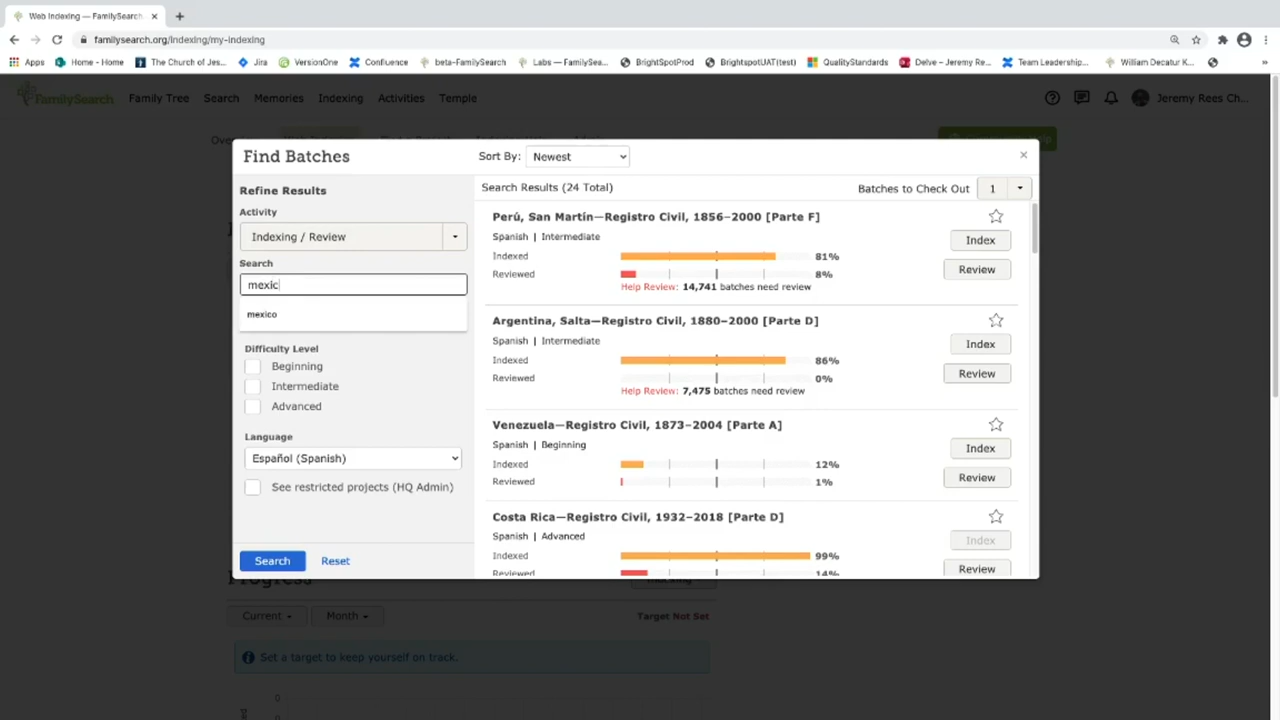 Web Indexing — FamilySearch
familysearch.org/indexing/my-indexing
Apps Home - Home The Church of Jes... Jira VersionOne Confluence beta-FamilySearch Labs — FamilySea... BrightSpotProd BrightspotUAT(test) QualityStandards Delve – Jeremy Re... Team Leadership... William Decatur K... »
FamilySearch Family Tree Search Memories Indexing Activities Temple Jeremy Rees Ch...
Find Batches
Sort By: Newest
Refine Results
Search Results (24 Total)
Batches to Check Out 1
Activity
Indexing / Review
Search
mexic
mexico
Difficulty Level
Beginning
Intermediate
Advanced
Language
Español (Spanish)
See restricted projects (HQ Admin)
Search Reset
Perú, San Martín—Registro Civil, 1856–2000 [Parte F]
Spanish | Intermediate
Index
Indexed 81%
Reviewed 8%
Review
Help Review: 14,741 batches need review
Argentina, Salta—Registro Civil, 1880–2000 [Parte D]
Spanish | Intermediate
Index
Indexed 86%
Reviewed 0%
Review
Help Review: 7,475 batches need review
Venezuela—Registro Civil, 1873–2004 [Parte A]
Spanish | Beginning
Index
Indexed 12%
Reviewed 1%
Review
Costa Rica—Registro Civil, 1932–2018 [Parte D]
Spanish | Advanced
Index
Indexed 99%
Reviewed 14%
Review
Progress
Current Month Target Not Set
Set a target to keep yourself on track.
0